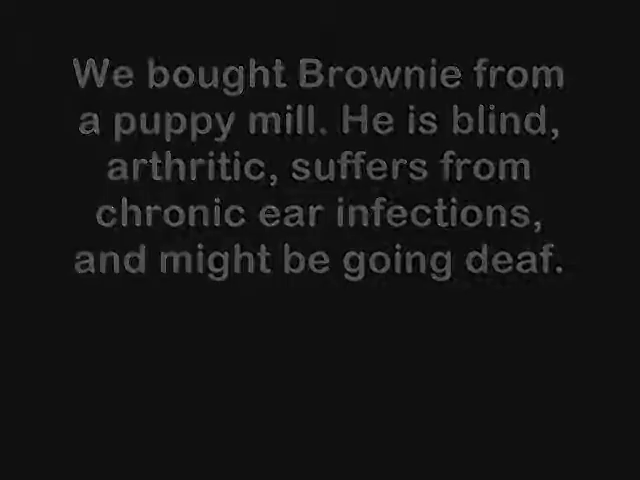 We bought Brownie from
a puppy mill. He is blind,
arthritic, suffers from
chronic ear infections,
and might be going deaf.